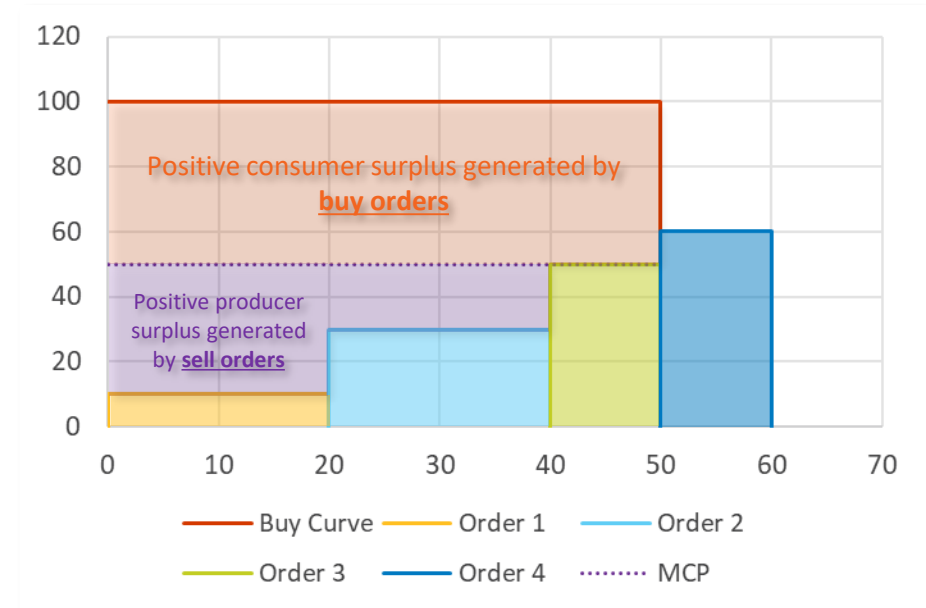 120
100
80
60
40
20
0
Positive consumer surplus generated by
buy orders
Positive producer
surplus generated
by sell orders
0 10 20 30 40 50 60 70
Buy Curve Order 1 Order 2
Order 3 Order 4 MCP